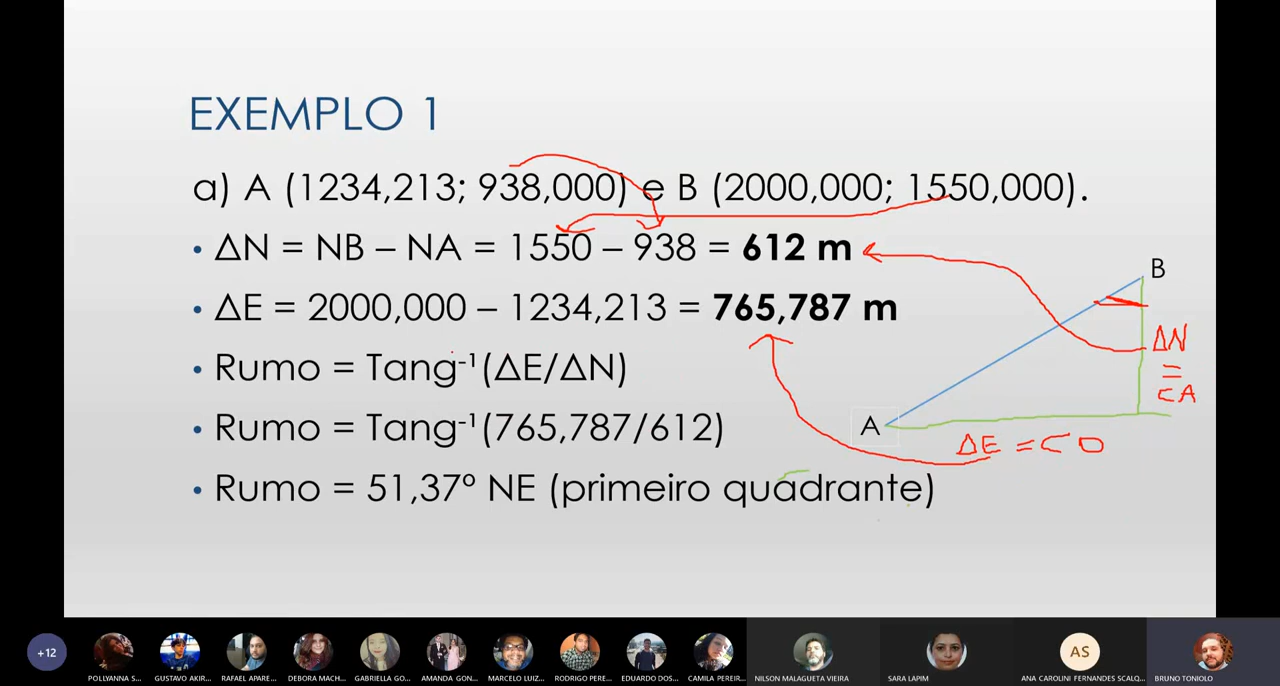 EXEMPLO 1
a) A (1234,213; 938,000) e B (2000,000; 1550,000).
• ΔN = NB – NA = 1550 – 938 = 612 m
• ΔE = 2000,000 – 1234,213 = 765,787 m
• Rumo = Tang⁻¹(ΔE/ΔN)
• Rumo = Tang⁻¹(765,787/612)
• Rumo = 51,37º NE (primeiro quadrante)
B
ΔN
=
CA
A
ΔE = CO
+12
POLLYANNA S...
GUSTAVO AKIR...
RAFAEL APARE...
DEBORA MACH...
GABRIELLA GO...
AMANDA GON...
MARCELO LUIZ...
RODRIGO PERE...
EDUARDO DOS...
CAMILA PEREIR...
NILSON MALAGUETA VIEIRA
SARA LAPIM
AS
ANA CAROLINI FERNANDES SCALQ...
BRUNO TONIOLO